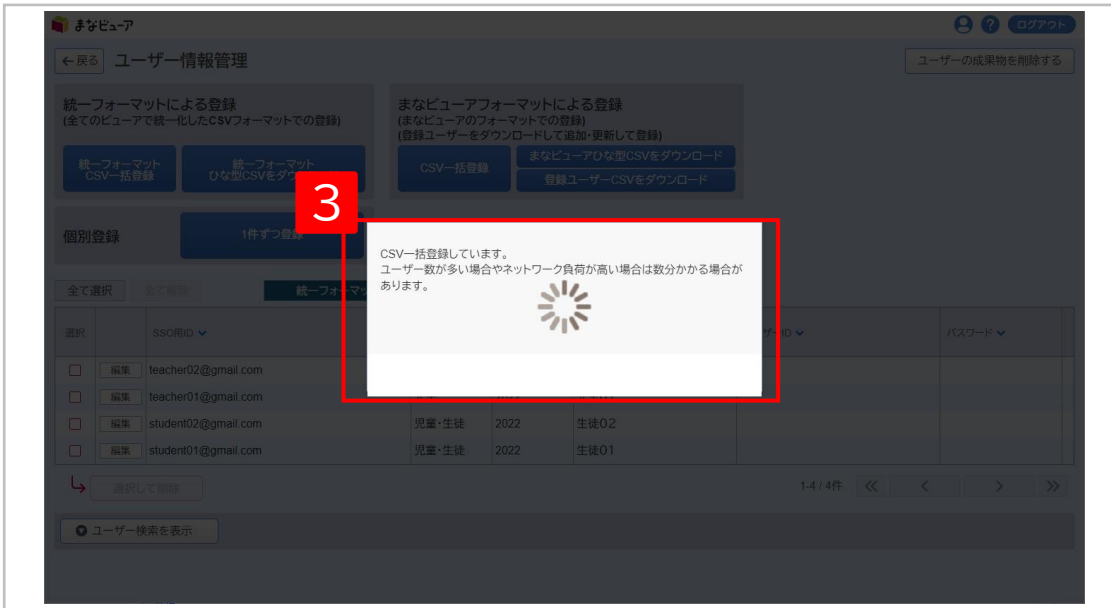 まなビューア
? ログアウト
←戻る ユーザー情報管理 ユーザーの成果物を削除する
統一フォーマットによる登録
(全てのビューアで統一化したCSVフォーマットでの登録)
統一フォーマット
CSV一括登録
統一フォーマット
ひな型CSVをダウ
まなビューアフォーマットによる登録
(まなビューアのフォーマットでの登録)
(登録ユーザーをダウンロードして追加・更新して登録)
CSV一括登録
まなビューアひな型CSVをダウンロード
登録ユーザーCSVをダウンロード
3
個別登録 1件ずつ登録
CSV一括登録しています。
ユーザー数が多い場合やネットワーク負荷が高い場合は数分かかる場合が
あります。
全て選択 全て解除 統一フォーマッ
選択 SSO用ID ザーID パスワード
編集 teacher02@gmail.com
編集 teacher01@gmail.com
編集 student02@gmail.com 児童・生徒 2022 生徒02
編集 student01@gmail.com 児童・生徒 2022 生徒01
選択して削除 1-4 / 4件
ユーザー検索を表示